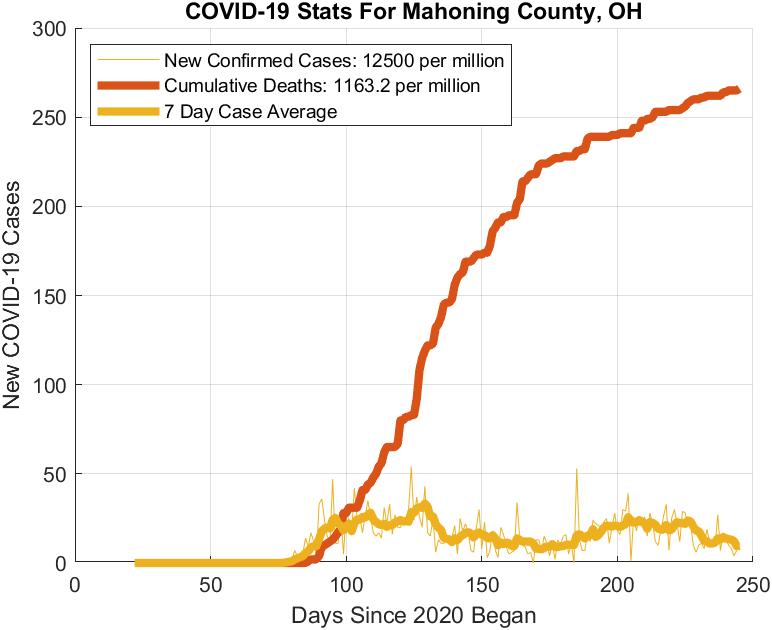 COVID-19 Stats For Mahoning County, OH
300
New Confirmed Cases: 12500 per million
Cumulative Deaths: 1163.2 per million
7 Day Case Average
250
200
150
100
50
0
New COVID-19 Cases
0 50 100 150 200 250
Days Since 2020 Began